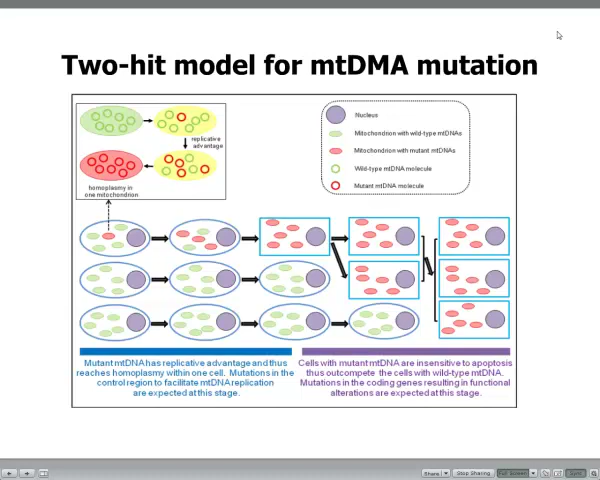 Two-hit model for mtDMA mutation
replicative
advantage
homoplasmy in
one mitochondrion
Nucleus
Mitochondrion with wild-type mtDNAs
Mitochondrion with mutant mtDNAs
Wild-type mtDNA molecule
Mutant mtDNA molecule
Mutant mtDNA has replicative advantage and thus
reaches homoplasmy within one cell. Mutations in the
control region to facilitate mtDNA replication
are expected at this stage.
Cells with mutant mtDNA are insensitive to apoptosis
thus outcompete the cells with wild-type mtDNA.
Mutations in the coding genes resulting in functional
alterations are expected at this stage.
Share
Stop Sharing
Full Screen
Sync